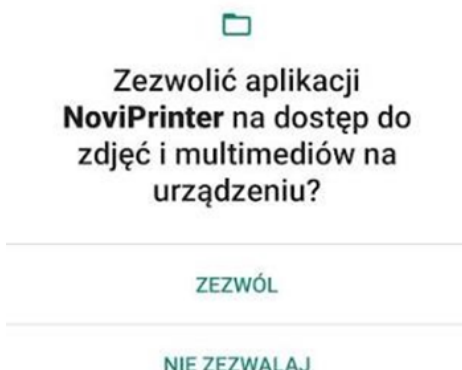 Zezwolić aplikacji
NoviPrinter na dostęp do
zdjęć i multimediów na
urządzeniu?
ZEZWÓL
NIE ZEZWALAJ